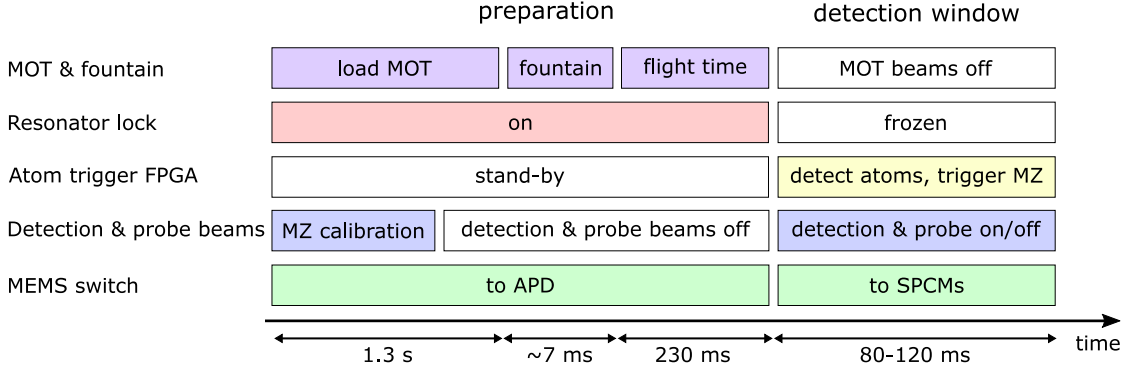 preparation detection window
MOT & fountain load MOT fountain flight time MOT beams off
Resonator lock on frozen
Atom trigger FPGA stand-by detect atoms, trigger MZ
Detection & probe beams MZ calibration detection & probe beams off detection & probe on/off
MEMS switch to APD to SPCMs
time
1.3 s ~7 ms 230 ms 80-120 ms